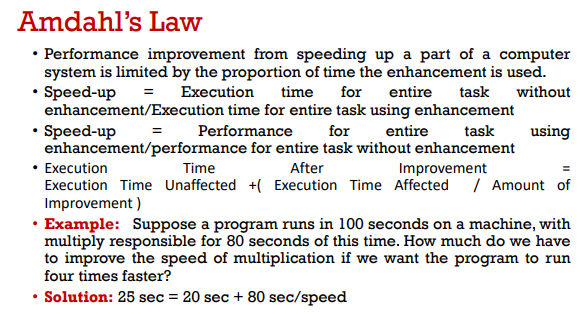 Amdahl's Law
• Performance improvement from speeding up a part of a computer
system is limited by the proportion of time the enhancement is used.
• Speed-up = Execution time for entire task without
enhancement/Execution time for entire task using enhancement
• Speed-up = Performance for entire task using
enhancement/performance for entire task without enhancement
• Execution Time After Improvement =
Execution Time Unaffected +( Execution Time Affected / Amount of
Improvement )
• Example: Suppose a program runs in 100 seconds on a machine, with
multiply responsible for 80 seconds of this time. How much do we have
to improve the speed of multiplication if we want the program to run
four times faster?
• Solution: 25 sec = 20 sec + 80 sec/speed